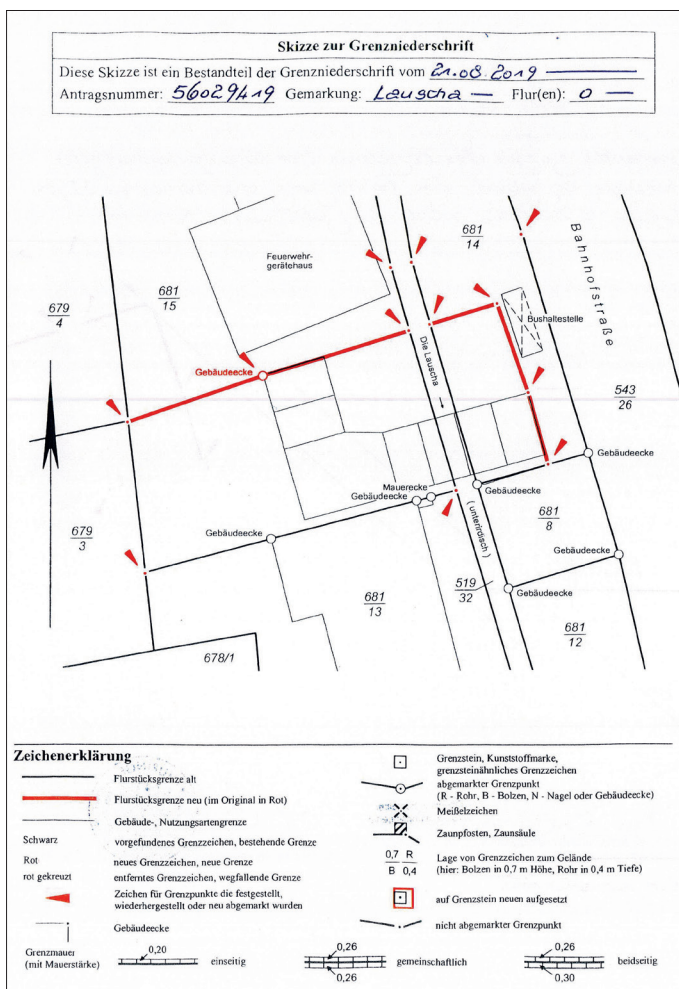 Skizze zur Grenzniederschrift
Diese Skizze ist ein Bestandteil der Grenzniederschrift vom 21.08.2019
Antragsnummer: 56029419 Gemarkung: Lauscha Flur(en): 0
681
14
Bahnhofstraße
Feuerwehr-
gerätehaus
681
15
679
4
Bushaltestelle
Die Lauscha
Gebäudeecke
543
26
Gebäudeecke
Mauerecke
Gebäudeecke
Gebäudeecke
Gebäudeecke
681
8
679
3
(unterirdisch)
Gebäudeecke
519
32
Gebäudeecke
681
13
681
12
678/1
Zeichenerklärung
Flurstücksgrenze alt
Flurstücksgrenze neu (im Original in Rot)
Gebäude-, Nutzungsartengrenze
Schwarz vorgefundenes Grenzzeichen, bestehende Grenze
Rot neues Grenzzeichen, neue Grenze
rot gekreuzt entferntes Grenzzeichen, wegfallende Grenze
Zeichen für Grenzpunkte die festgestellt,
wiederhergestellt oder neu abgemarkt wurden
Gebäudeecke
Grenzstein, Kunststoffmarke,
grenzsteinähnliches Grenzzeichen
abgemarkter Grenzpunkt
(R - Rohr, B - Bolzen, N - Nagel oder Gebäudeecke)
Meißelzeichen
Zaunpfosten, Zaunsäule
0,7 R
B 0,4
Lage von Grenzzeichen zum Gelände
(hier: Bolzen in 0,7 m Höhe, Rohr in 0,4 m Tiefe)
auf Grenzstein neuen aufgesetzt
nicht abgemarkter Grenzpunkt
Grenzmauer
(mit Mauerstärke)
0,20
einseitig
0,26
0,26
gemeinschaftlich
0,26
0,30
beidseitig